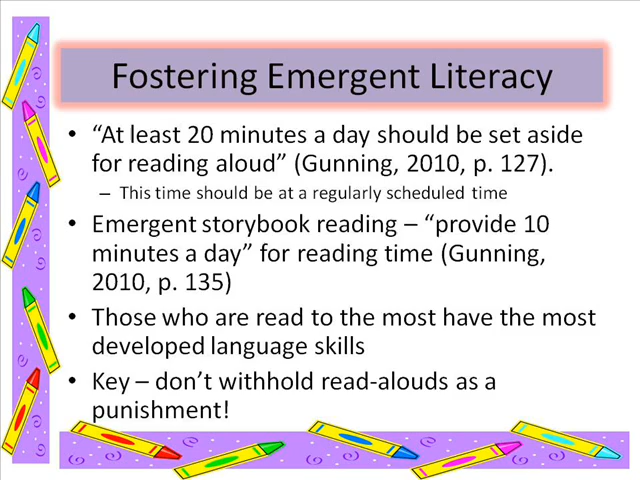 Fostering Emergent Literacy
• “At least 20 minutes a day should be set aside
for reading aloud” (Gunning, 2010, p. 127).
– This time should be at a regularly scheduled time
• Emergent storybook reading – “provide 10
minutes a day” for reading time (Gunning,
2010, p. 135)
• Those who are read to the most have the most
developed language skills
• Key – don’t withhold read-alouds as a
punishment!